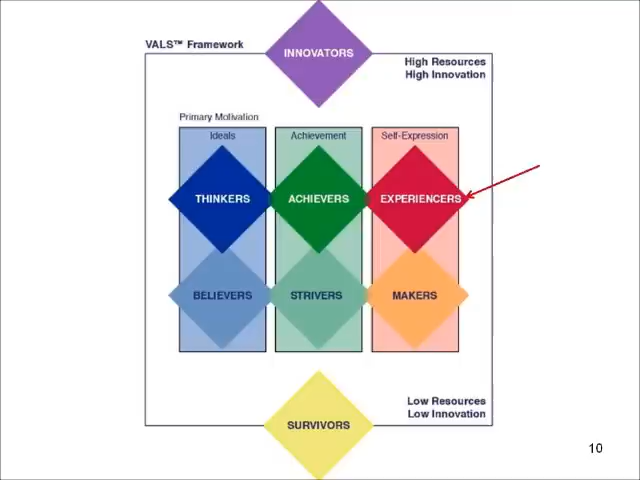 VALS™ Framework
INNOVATORS
High Resources
High Innovation
Primary Motivation
Ideals
Achievement
Self-Expression
THINKERS
ACHIEVERS
EXPERIENCERS
BELIEVERS
STRIVERS
MAKERS
Low Resources
Low Innovation
SURVIVORS
10